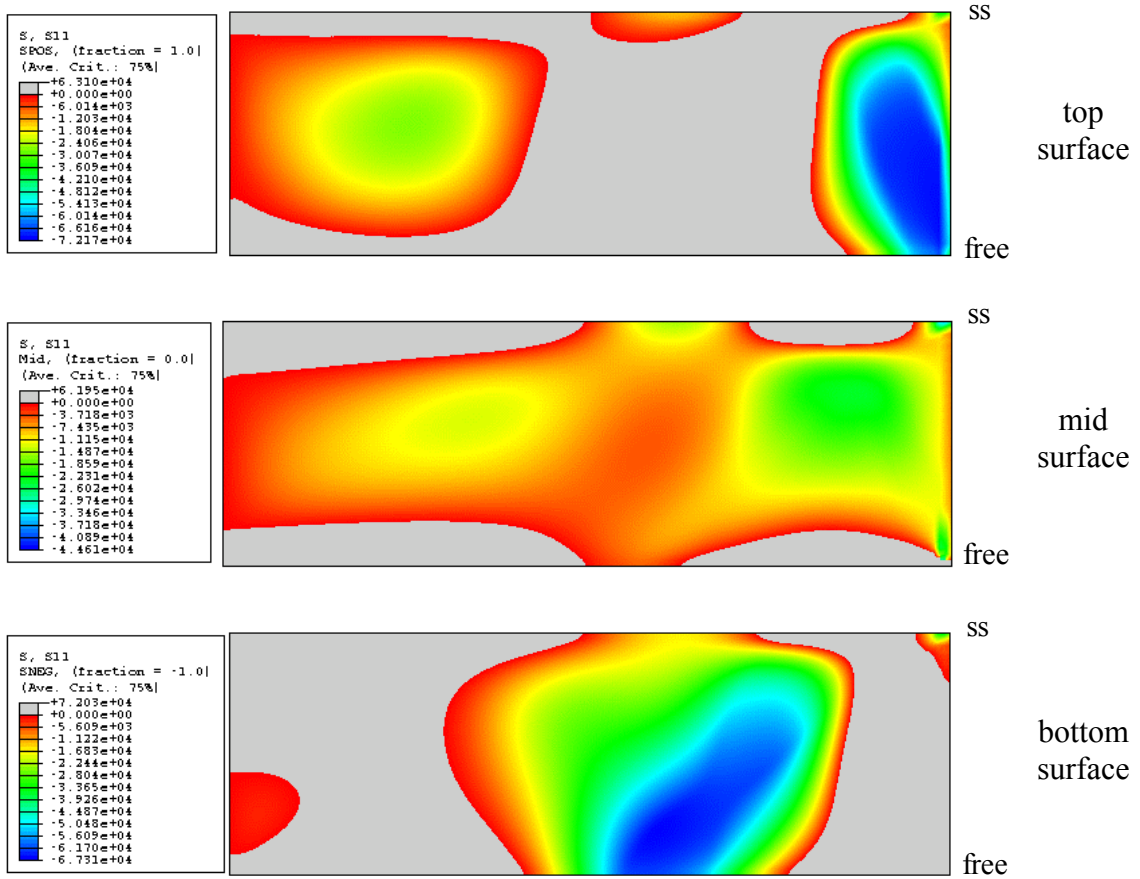 S, S11
SPOS, (fraction = 1.0|
(Ave. Crit.: 75%|
+6.310e+04
+0.000e+00
-6.014e+03
-1.203e+04
-1.804e+04
-2.406e+04
-3.007e+04
-3.609e+04
-4.210e+04
-4.812e+04
-5.413e+04
-6.014e+04
-6.616e+04
-7.217e+04
ss
top
surface
free
S, S11
Mid, (fraction = 0.0|
(Ave. Crit.: 75%|
+6.195e+04
+0.000e+00
-3.718e+03
-7.435e+03
-1.115e+04
-1.487e+04
-1.859e+04
-2.231e+04
-2.602e+04
-2.974e+04
-3.346e+04
-3.718e+04
-4.089e+04
-4.461e+04
ss
mid
surface
free
S, S11
SNEG, (fraction = -1.0|
(Ave. Crit.: 75%|
+7.203e+04
+0.000e+00
-5.609e+03
-1.122e+04
-1.683e+04
-2.244e+04
-2.804e+04
-3.365e+04
-3.926e+04
-4.487e+04
-5.048e+04
-5.609e+04
-6.170e+04
-6.731e+04
ss
bottom
surface
free